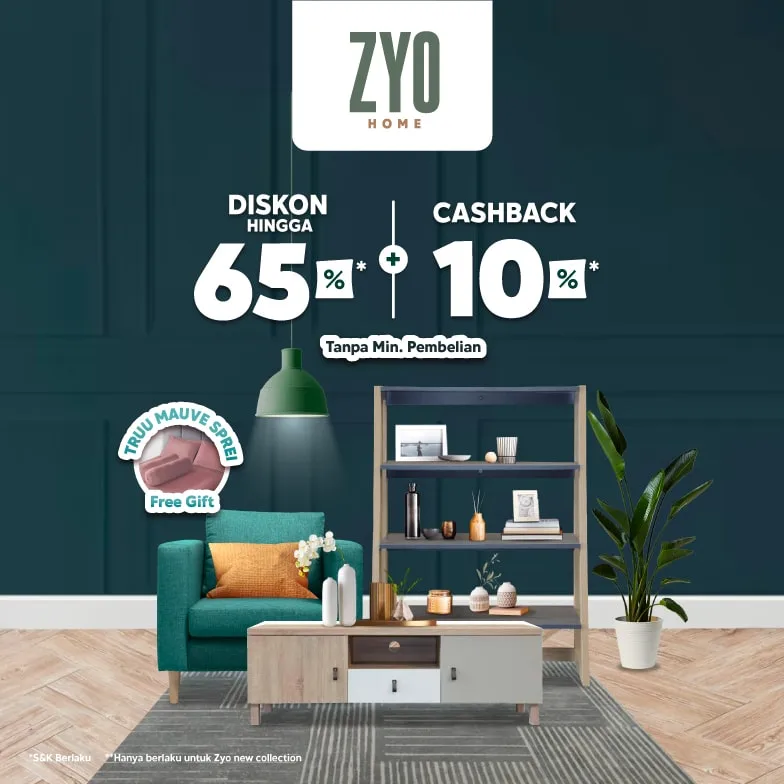 ZYO
HOME
DISKON
HINGGA
65%*
+
CASHBACK
10%*
Tanpa Min. Pembelian
TRUU MAUVE SPREI
Free Gift
*S&K Berlaku **Hanya berlaku untuk Zyo new collection